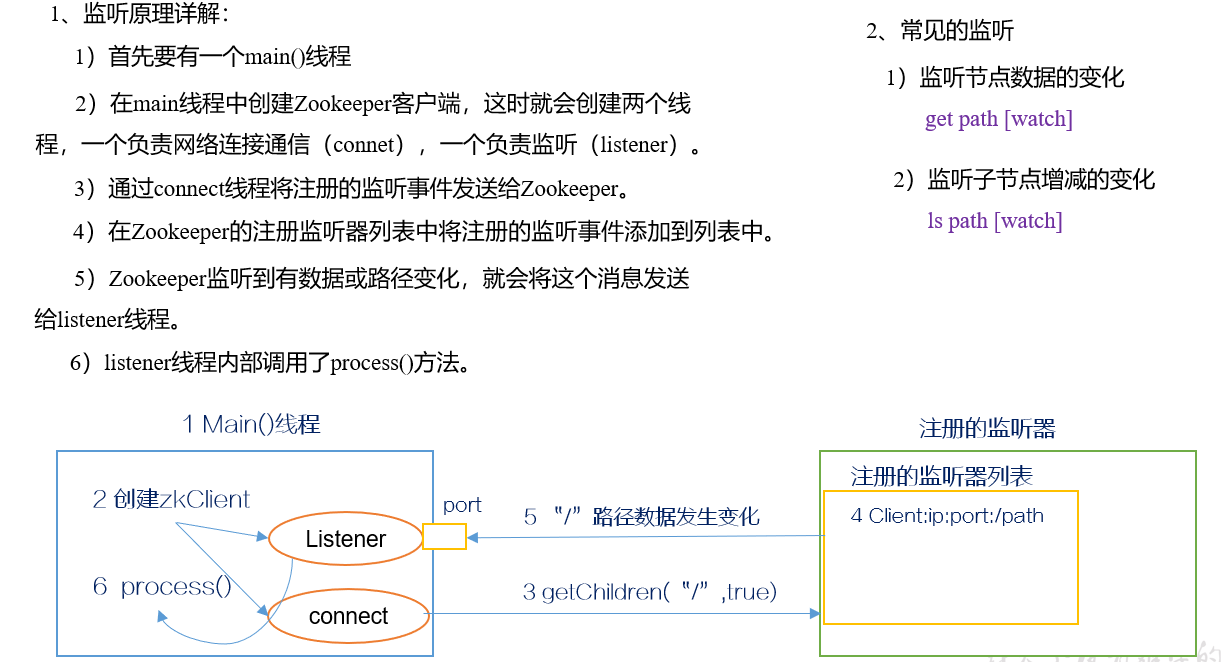 1、监听原理详解：
1）首先要有一个main()线程
2）在main线程中创建Zookeeper客户端，这时就会创建两个线
程，一个负责网络连接通信（connet），一个负责监听（listener）。
3）通过connect线程将注册的监听事件发送给Zookeeper。
4）在Zookeeper的注册监听器列表中将注册的监听事件添加到列表中。
5）Zookeeper监听到有数据或路径变化，就会将这个消息发送
给listener线程。
6）listener线程内部调用了process()方法。
2、常见的监听
1）监听节点数据的变化
get path [watch]
2）监听子节点增减的变化
ls path [watch]
1 Main()线程
2 创建zkClient
Listener
port
6 process()
connect
5 “/”路径数据发生变化
3 getChildren(“/”,true)
注册的监听器
注册的监听器列表
4 Client:ip:port:/path